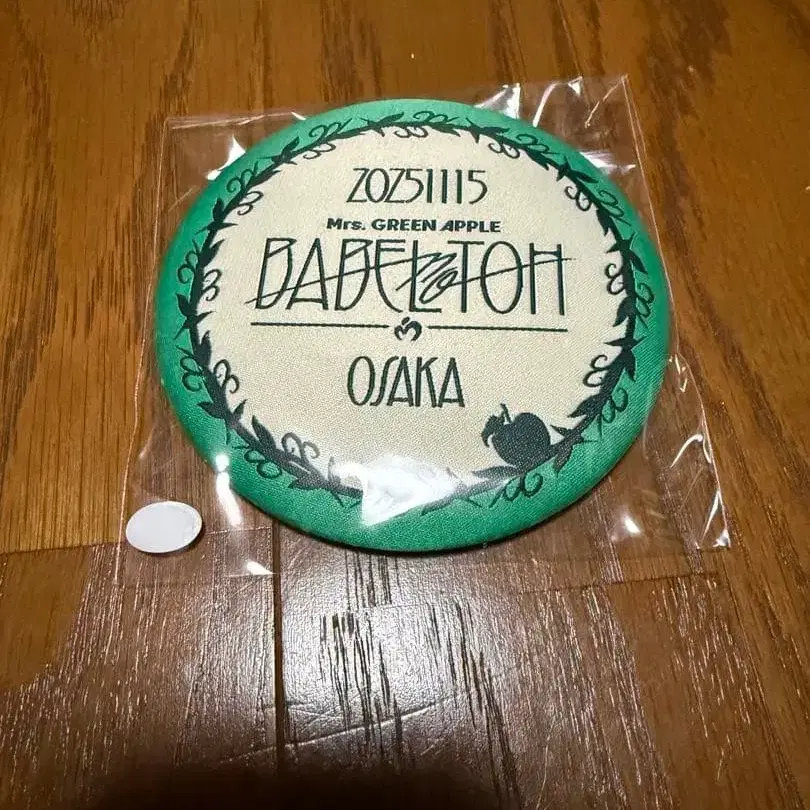 20251115
Mrs. GREEN APPLE
BABEL no TOH
OSAKA